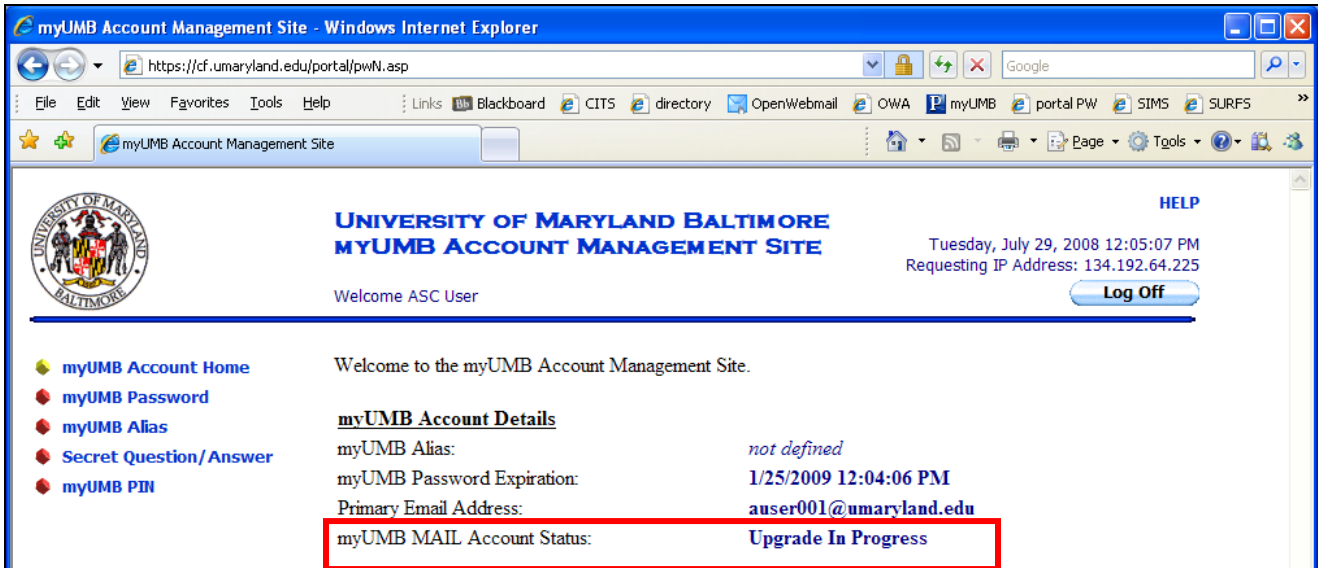 myUMB Account Management Site - Windows Internet Explorer
https://cf.umaryland.edu/portal/pwN.asp
Google
File Edit View Favorites Tools Help Links Bb Blackboard CITS directory OpenWebmail OWA P myUMB portal PW SIMS SURFS »
myUMB Account Management Site
Page Tools
UNIVERSITY OF MARYLAND
BALTIMORE
HELP
UNIVERSITY OF MARYLAND BALTIMORE
MYUMB ACCOUNT MANAGEMENT SITE
Tuesday, July 29, 2008 12:05:07 PM
Requesting IP Address: 134.192.64.225
Welcome ASC User
Log Off
myUMB Account Home
myUMB Password
myUMB Alias
Secret Question/Answer
myUMB PIN
Welcome to the myUMB Account Management Site.
myUMB Account Details
myUMB Alias: not defined
myUMB Password Expiration: 1/25/2009 12:04:06 PM
Primary Email Address: auser001@umaryland.edu
myUMB MAIL Account Status: Upgrade In Progress